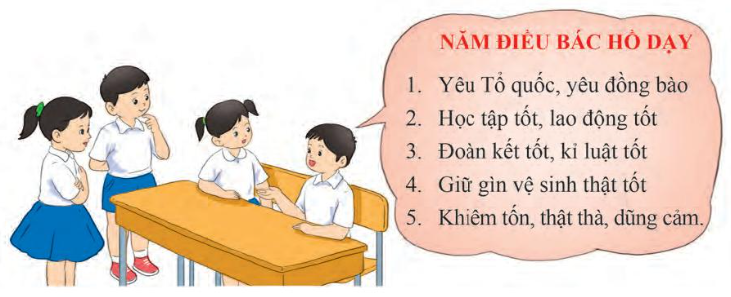 NĂM ĐIỀU BÁC HỒ DẠY
1. Yêu Tổ quốc, yêu đồng bào
2. Học tập tốt, lao động tốt
3. Đoàn kết tốt, kỉ luật tốt
4. Giữ gìn vệ sinh thật tốt
5. Khiêm tốn, thật thà, dũng cảm.